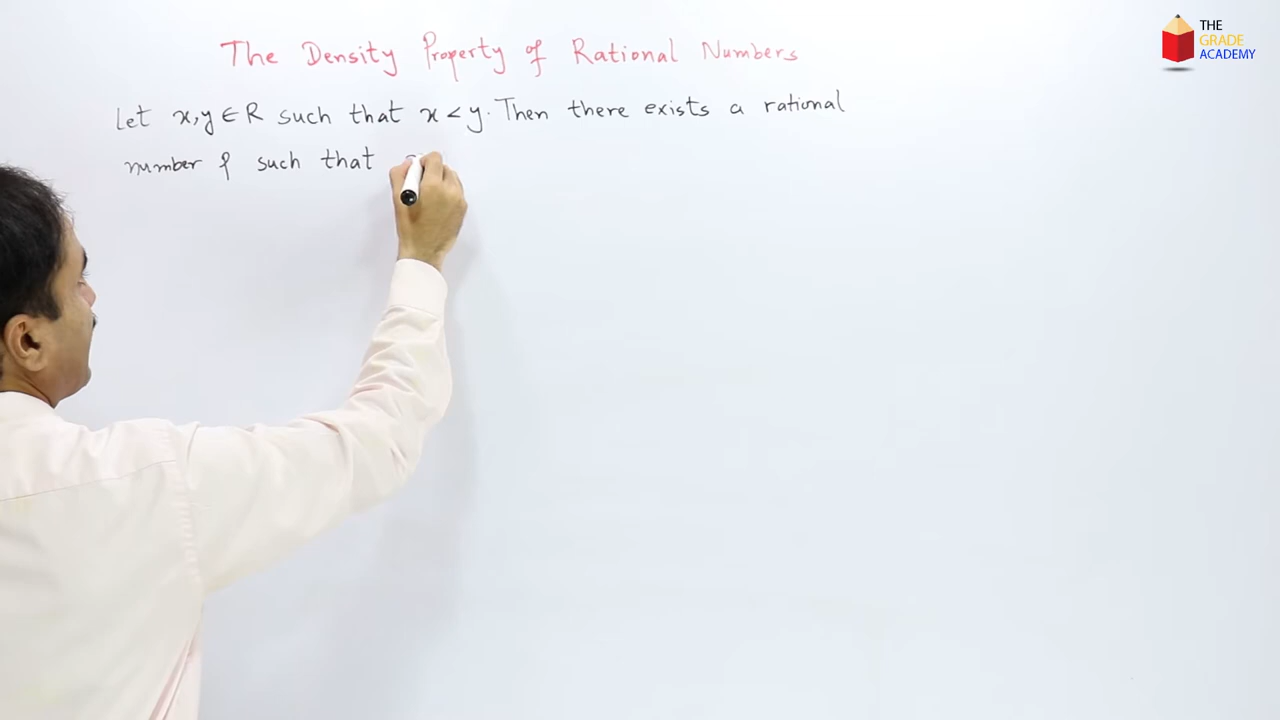 The Density Property of Rational Numbers
Let x, y ∈ R such that x < y. Then there exists a rational
number p such that
THE
GRADE
ACADEMY